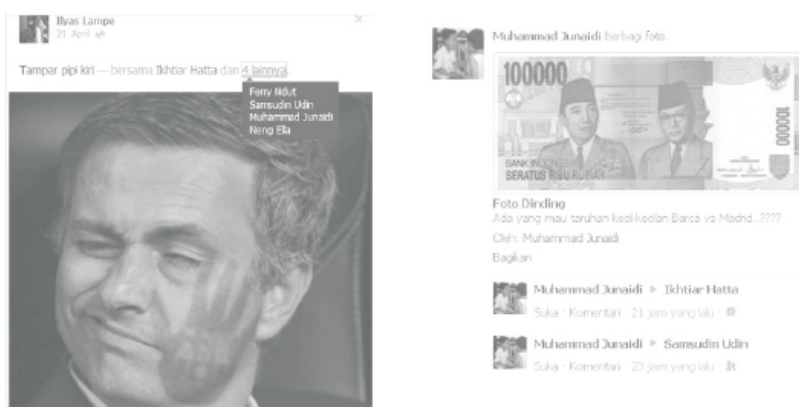 Ilyas Lampe
21 April
Tampar pipi kiri — bersama Ikhtiar Hatta dan 4 lainnya.
Ferry Ndut
Samsudin Udin
Muhammad Junaidi
Neng Ella
Muhammad Junaidi berbagi foto.
100000
100000
BANK INDONESIA
SERATUS RIBU RUPIAH
Foto Dinding
Ada yang mau taruhan kecil-kecilan Barca vs Madrid..????
Oleh: Muhammad Junaidi
Bagikan
Muhammad Junaidi ▶ Ikhtiar Hatta
Suka · Komentari · 21 jam yang lalu ·
Muhammad Junaidi ▶ Samsudin Udin
Suka · Komentari · 23 jam yang lalu ·